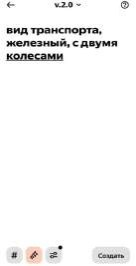 v.2.0
вид транспорта,
железный, с двумя
колесами
#
Создать